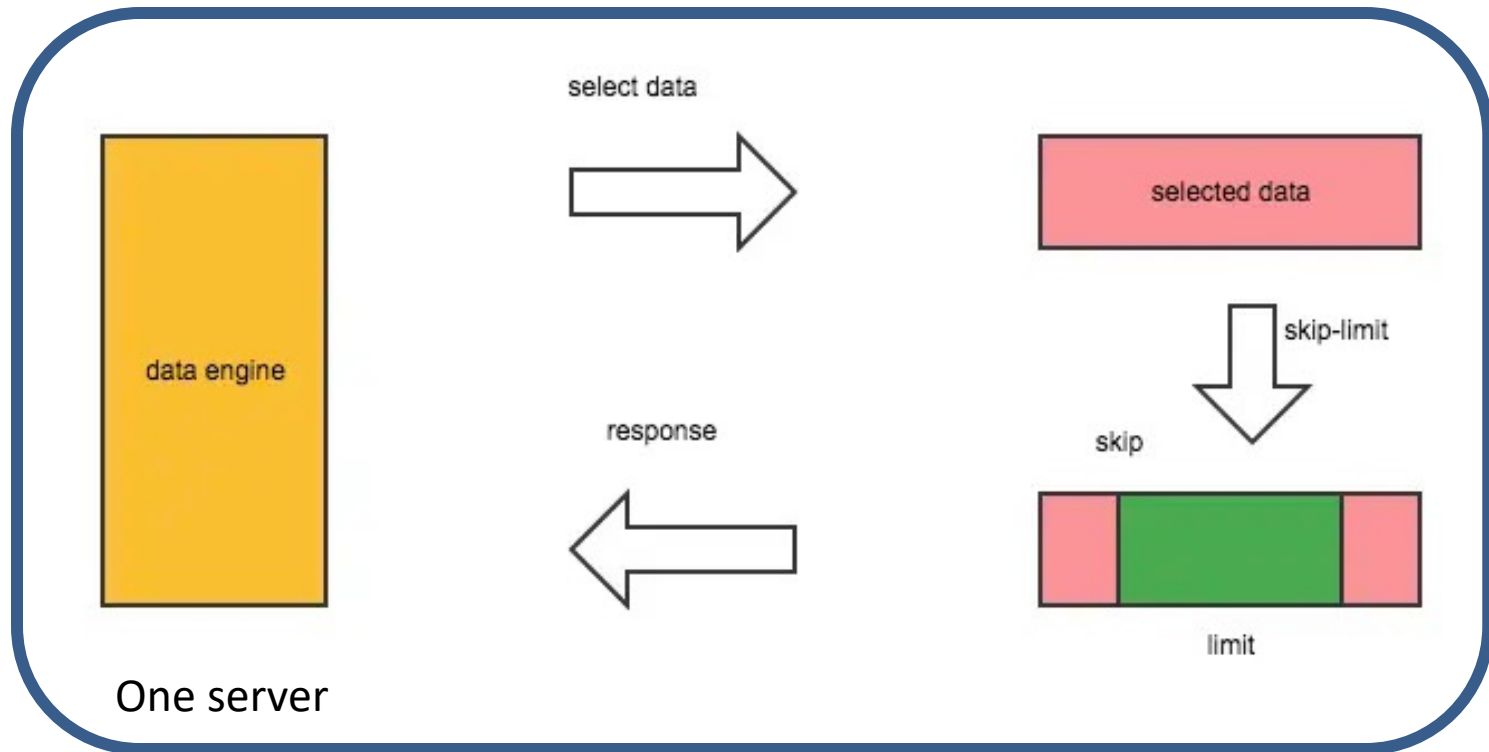 select data
selected data
skip-limit
data engine
response
skip
limit
One server